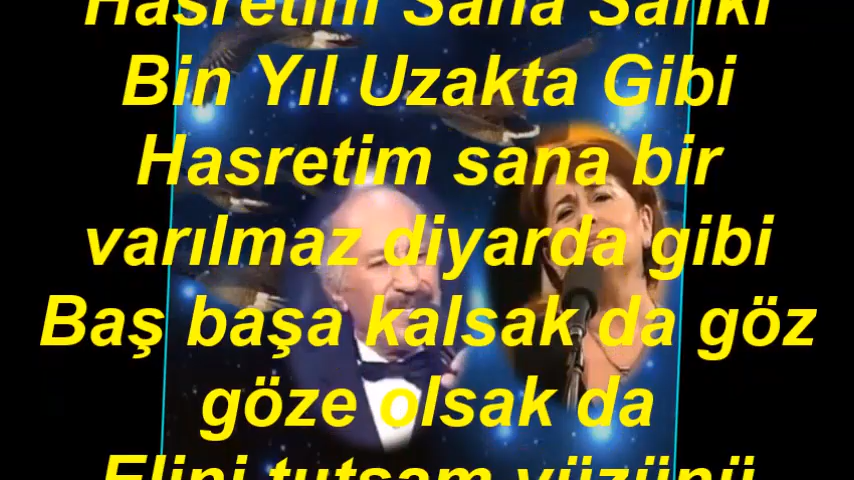 Hasretim Sana Sanki
Bin Yıl Uzakta Gibi
Hasretim sana bir
varılmaz diyarda gibi
Baş başa kalsak da göz
göze olsak da
Elini tutsam yüzünü